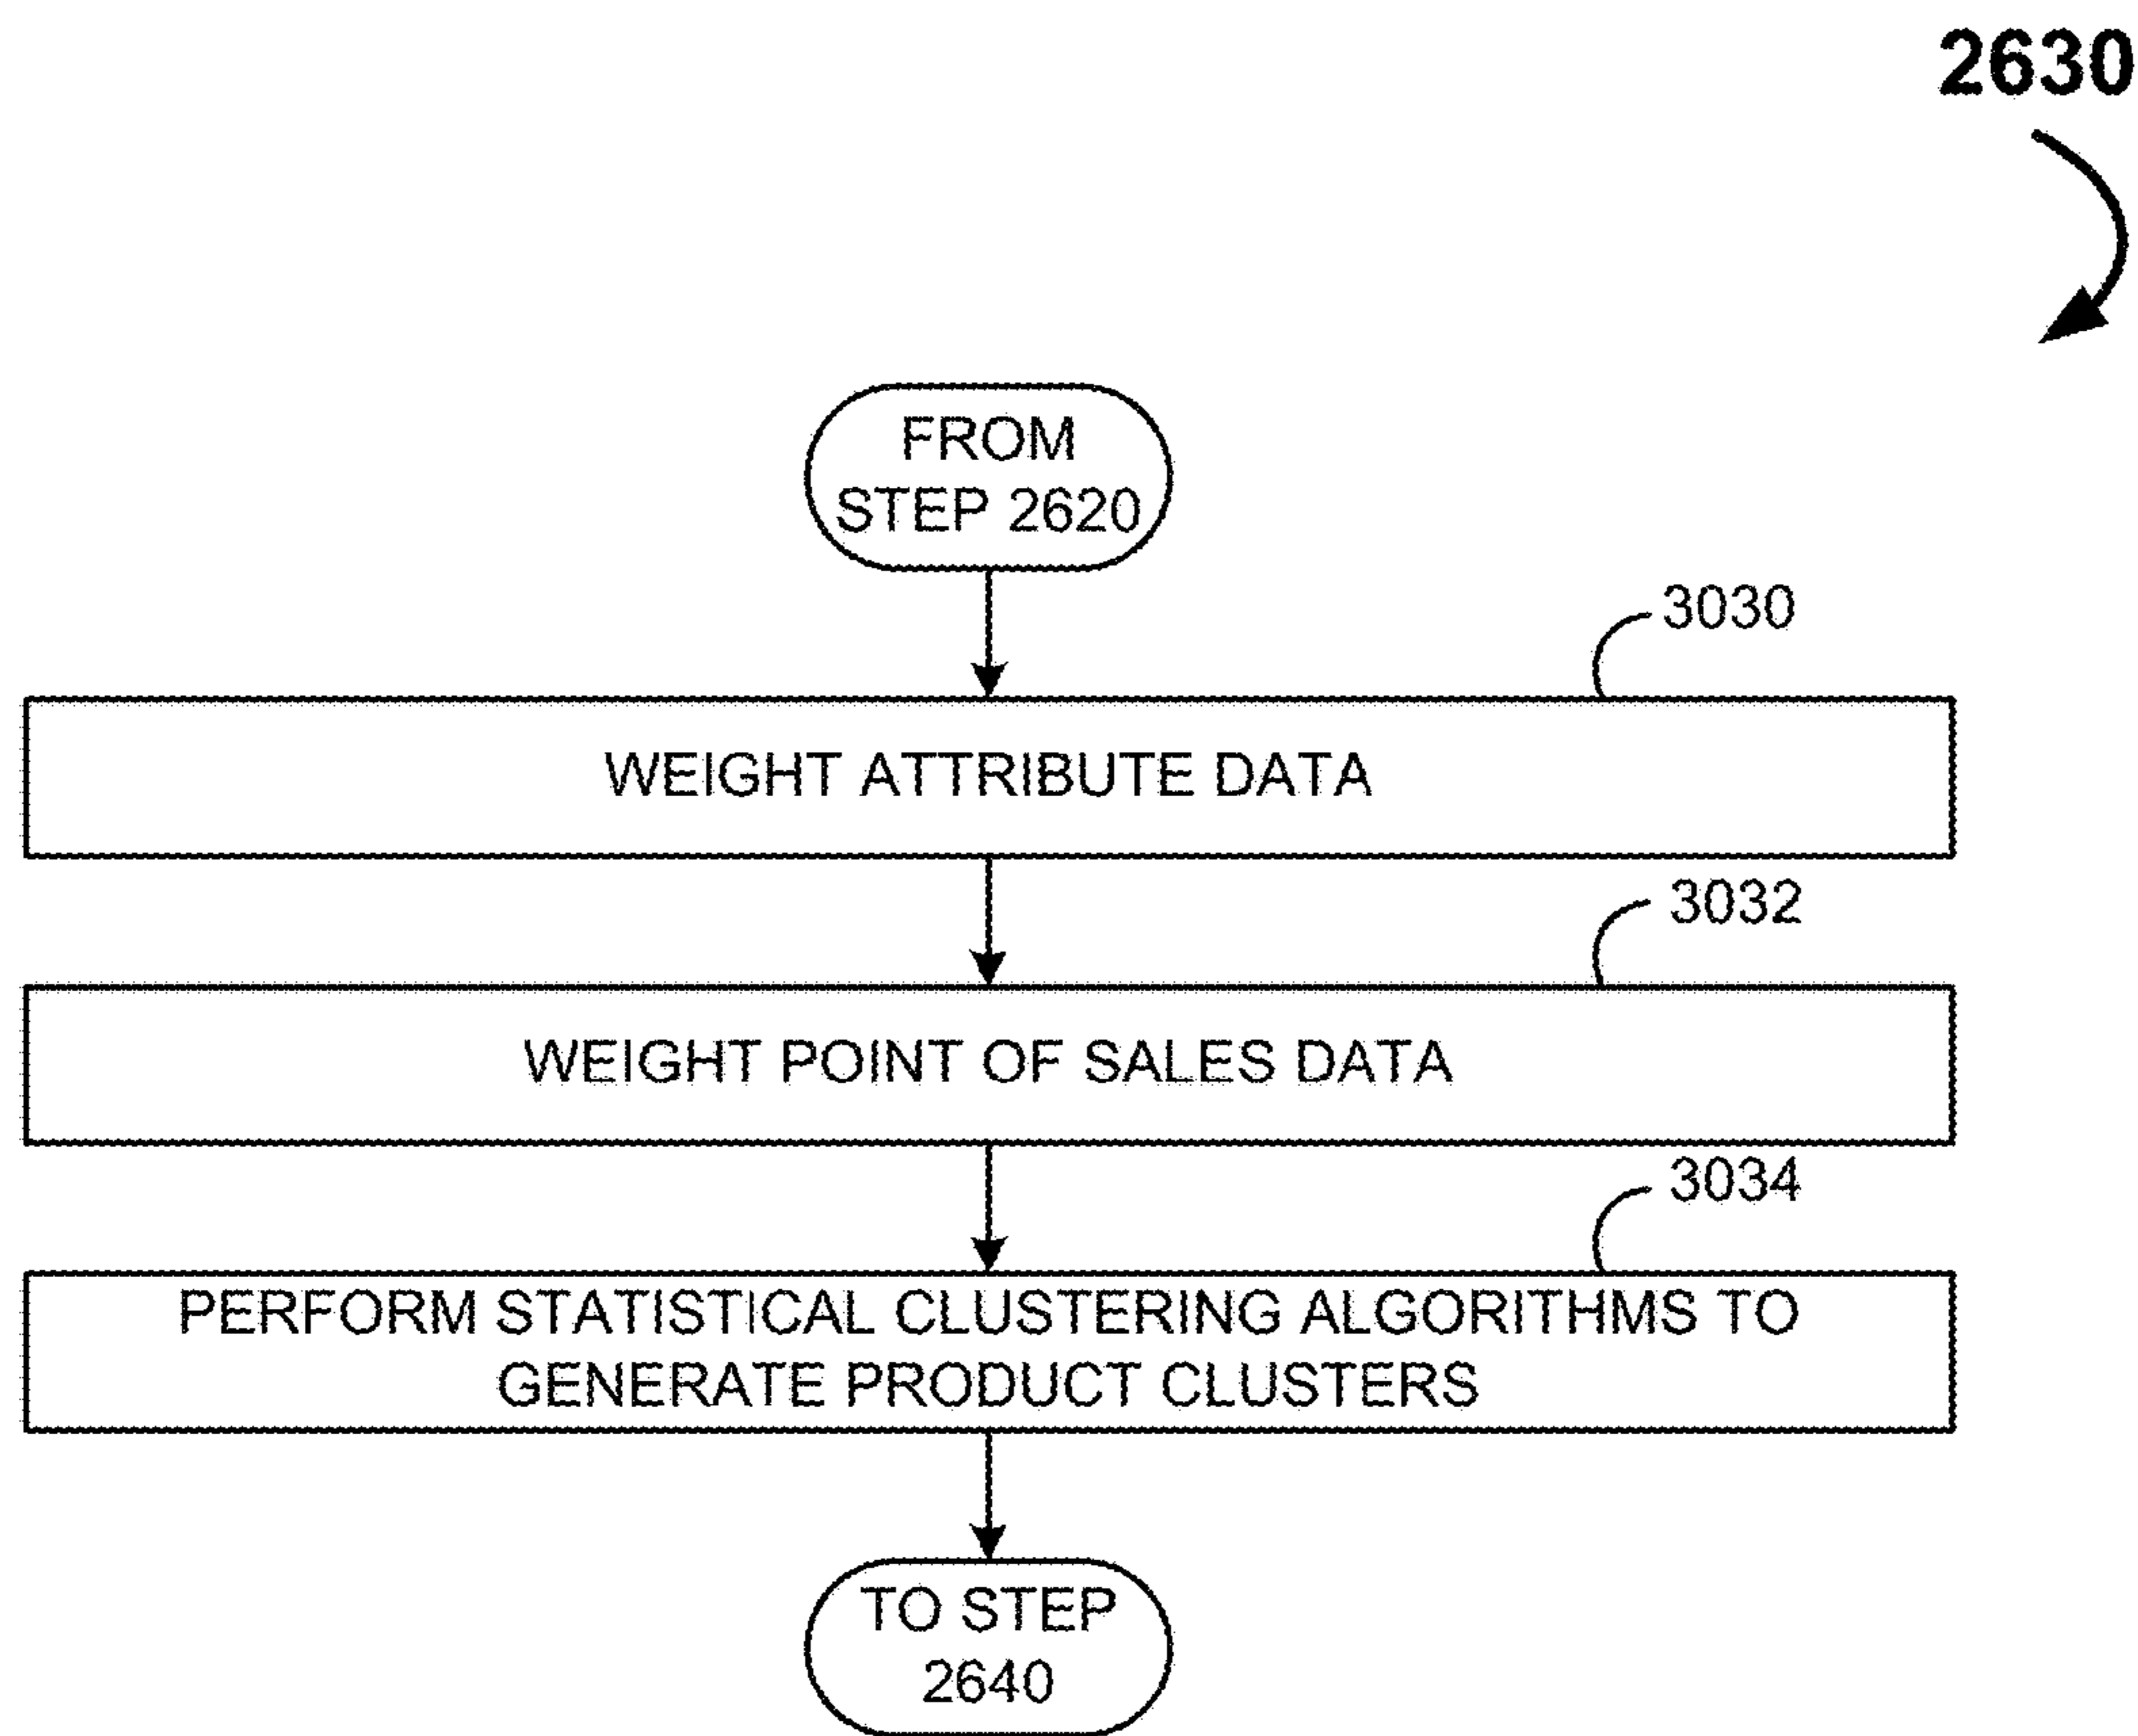 2630
FROM
STEP 2620
3030
WEIGHT ATTRIBUTE DATA
3032
WEIGHT POINT OF SALES DATA
3034
PERFORM STATISTICAL CLUSTERING ALGORITHMS TO
GENERATE PRODUCT CLUSTERS
TO STEP
2640